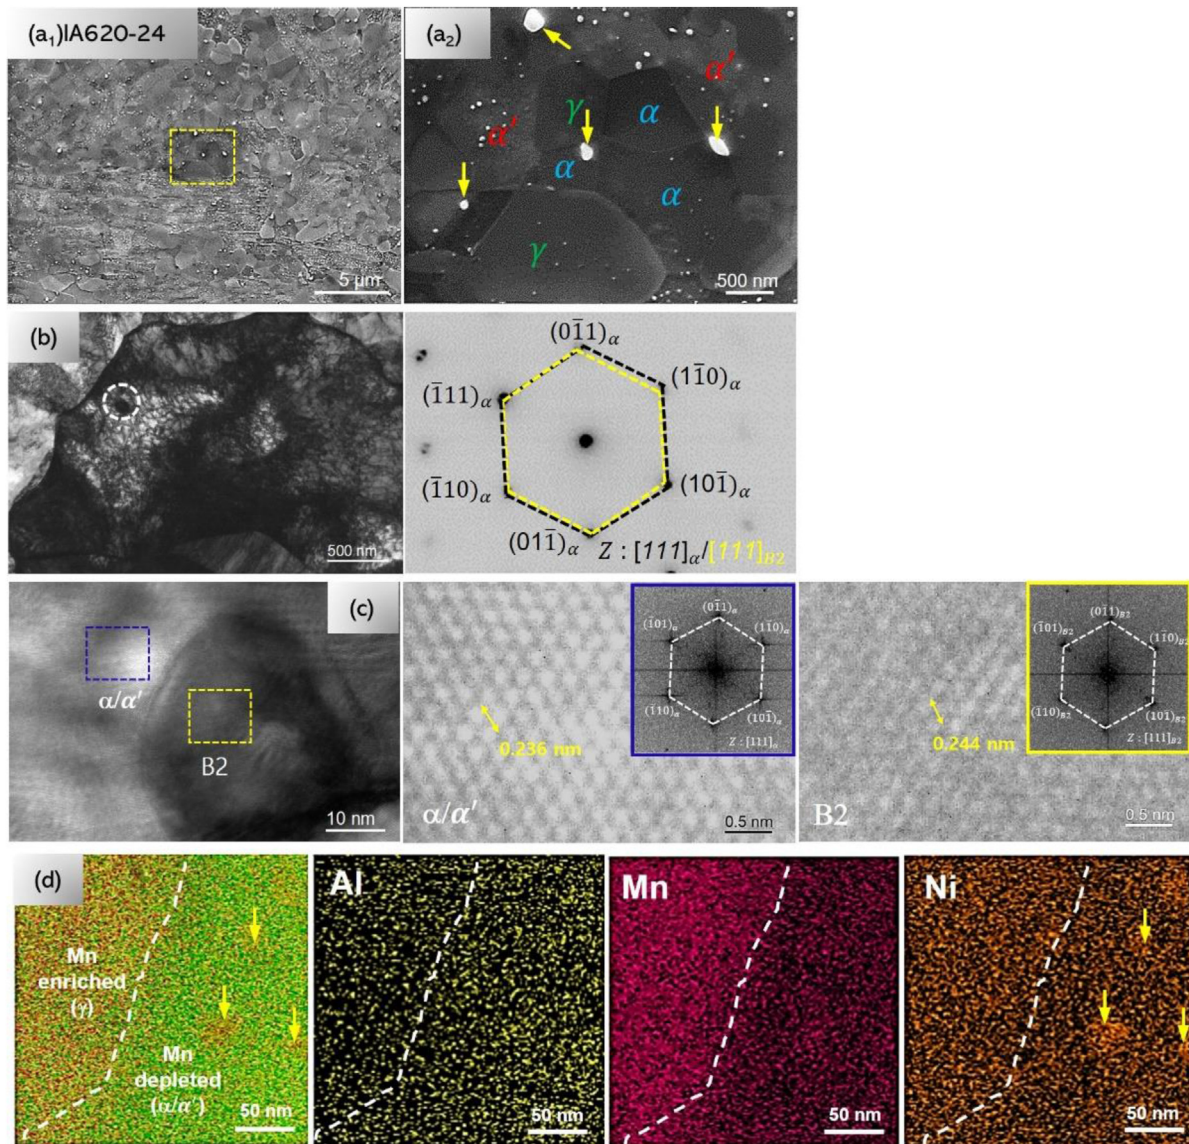 (a₁)IA620-24
5 µm
(a₂)
α′
α′
γ
α
α
α
γ
500 nm
(b)
500 nm
(01̅1)α
(11̅0)α
(1̅11)α
(1̅10)α
(101̅)α
(011̅)α
Z : [111]α/[111]B2
(c)
α/α′
B2
10 nm
(01̅1)α
(1̅01)α
(11̅0)α
(1̅10)α
(101̅)α
Z : [111]α
0.236 nm
α/α′
0.5 nm
(01̅1)B2
(1̅01)B2
(11̅0)B2
(1̅10)B2
(101̅)B2
Z : [111]B2
0.244 nm
B2
0.5 nm
(d)
Mn
enriched
(γ)
Mn
depleted
(α/α′)
50 nm
Al
50 nm
Mn
50 nm
Ni
50 nm